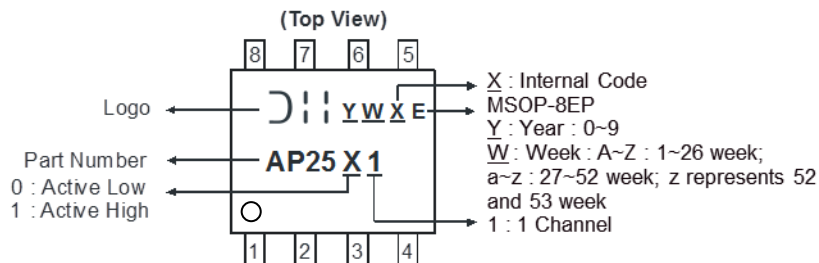 (Top View)
8 7 6 5
Logo
Y W X E
X : Internal Code
MSOP-8EP
Y : Year : 0~9
W : Week : A~Z : 1~26 week;
a~z : 27~52 week; z represents 52
and 53 week
1 : 1 Channel
Part Number
AP25 X 1
0 : Active Low
1 : Active High
1 2 3 4